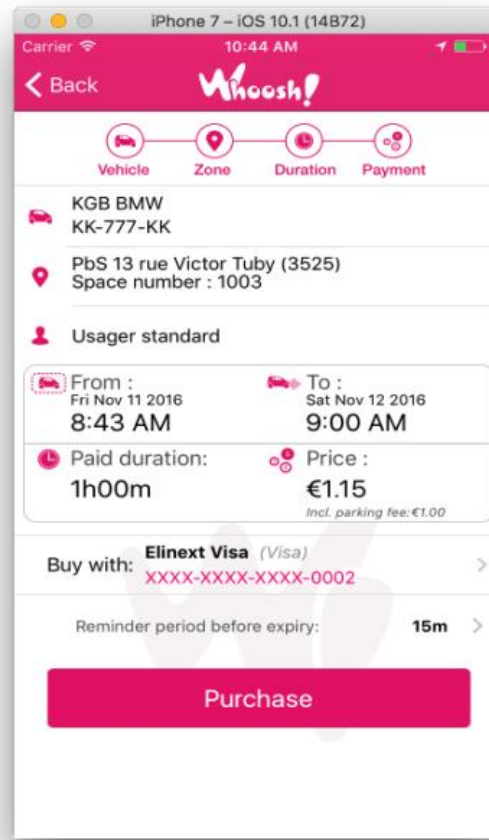 iPhone 7 – iOS 10.1 (14B72)
Carrier 10:44 AM
Back Whoosh!
Vehicle Zone Duration Payment
KGB BMW
KK-777-KK
PbS 13 rue Victor Tuby (3525)
Space number : 1003
Usager standard
From :
Fri Nov 11 2016
8:43 AM
To :
Sat Nov 12 2016
9:00 AM
Paid duration:
1h00m
Price :
€1.15
Incl. parking fee:€1.00
Buy with: Elinext Visa (Visa)
XXXX-XXXX-XXXX-0002
Reminder period before expiry: 15m
Purchase